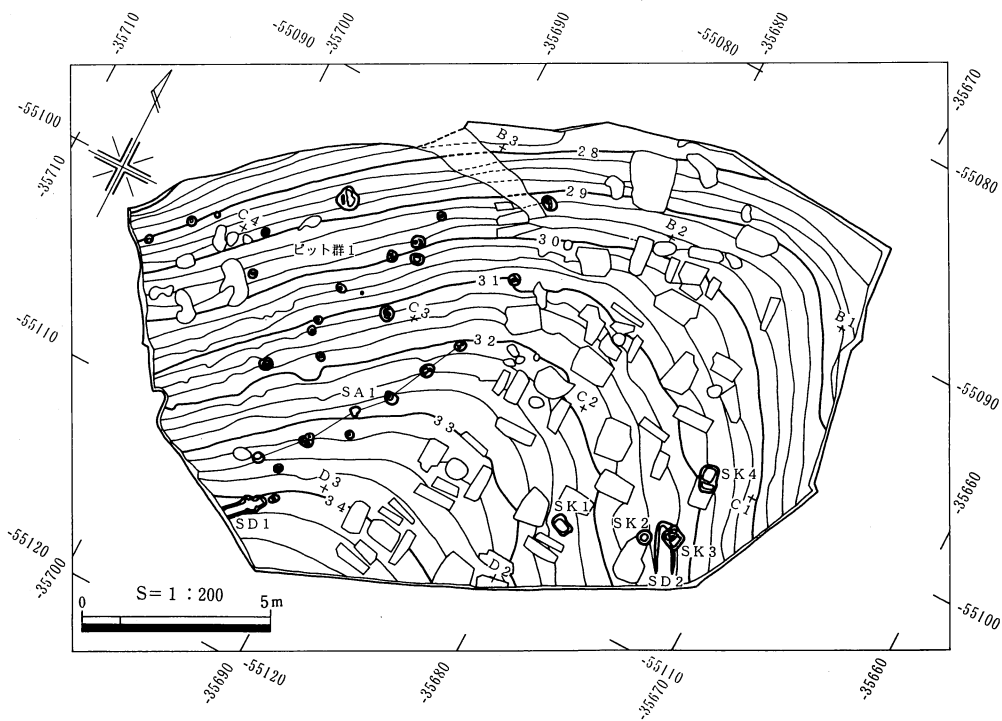 -35710
-55090
-35700
-35690
-55080
-35680
-35670
-55100
-35710
-55080
B3
28
29
C4
B2
ピット群1
30
31
C3
B1
-55110
32
SA1
C2
-55090
33
D3
34
SK4
C1
SK1
SK2
SK3
SD1
D2
SD2
-35660
-55120
-35700
S=1:200
0
5m
-55100
-35690
-55120
-35680
-55110
-35670
-35660